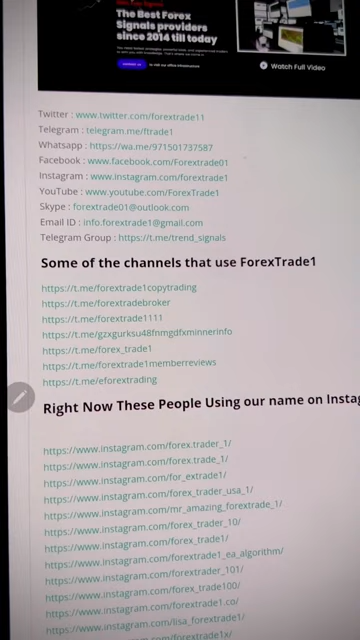 The Best Forex
Signals providers
since 2014 till today
Watch Full Video
Twitter : www.twitter.com/forextrade11
Telegram : telegram.me/ftrade1
Whatsapp : https://wa.me/971501737587
Facebook : www.facebook.com/Forextrade01
Instagram : www.instagram.com/forextrade1
YouTube : www.youtube.com/ForexTrade1
Skype : forextrade01@outlook.com
Email ID : info.forextrade1@gmail.com
Telegram Group : https://t.me/trend_signals
Some of the channels that use ForexTrade1
https://t.me/forextrade1copytrading
https://t.me/forextradebroker
https://t.me/forextrade1111
https://t.me/gzxgurksu48fnmgdfxminnerinfo
https://t.me/forex_trade1
https://t.me/forextrade1memberreviews
https://t.me/eforextrading
Right Now These People Using our name on Insta
https://www.instagram.com/forex.trader_1/
https://www.instagram.com/forex.trade_1/
https://www.instagram.com/for_extrade1/
https://www.instagram.com/forex_trader_usa_1/
https://www.instagram.com/mr_amazing_forextrade_1/
https://www.instagram.com/forex_trader_10/
https://www.instagram.com/forex_trade1/
https://www.instagram.com/forextrade1_ea_algorithm/
https://www.instagram.com/forextrader_101/
https://www.instagram.com/forex_trade100/
https://www.instagram.com/forextrade1.co/
https://www.instagram.com/lisa_forextrade1/
.com/forextrade1x/